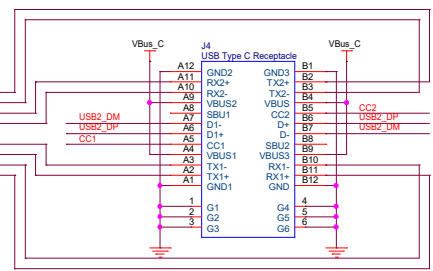 VBus_C J4 VBus_C
USB Type C Receptacle
A12 GND2 GND3 B1
A11 RX2+ TX2+ B2
A10 RX2- TX2- B3
A9 VBUS2 VBUS B4
A8 SBU1 CC2 B5 CC2
USB2_DM A7 D1- D+ B6 USB2_DP
USB2_DP A6 D1+ D- B7 USB2_DM
CC1 A5 CC1 SBU2 B8
A4 VBUS1 VBUS3 B9
A3 TX1- RX1- B10
A2 TX1+ RX1+ B11
A1 GND1 GND B12
1 G1 G4 4
2 G2 G5 5
3 G3 G6 6